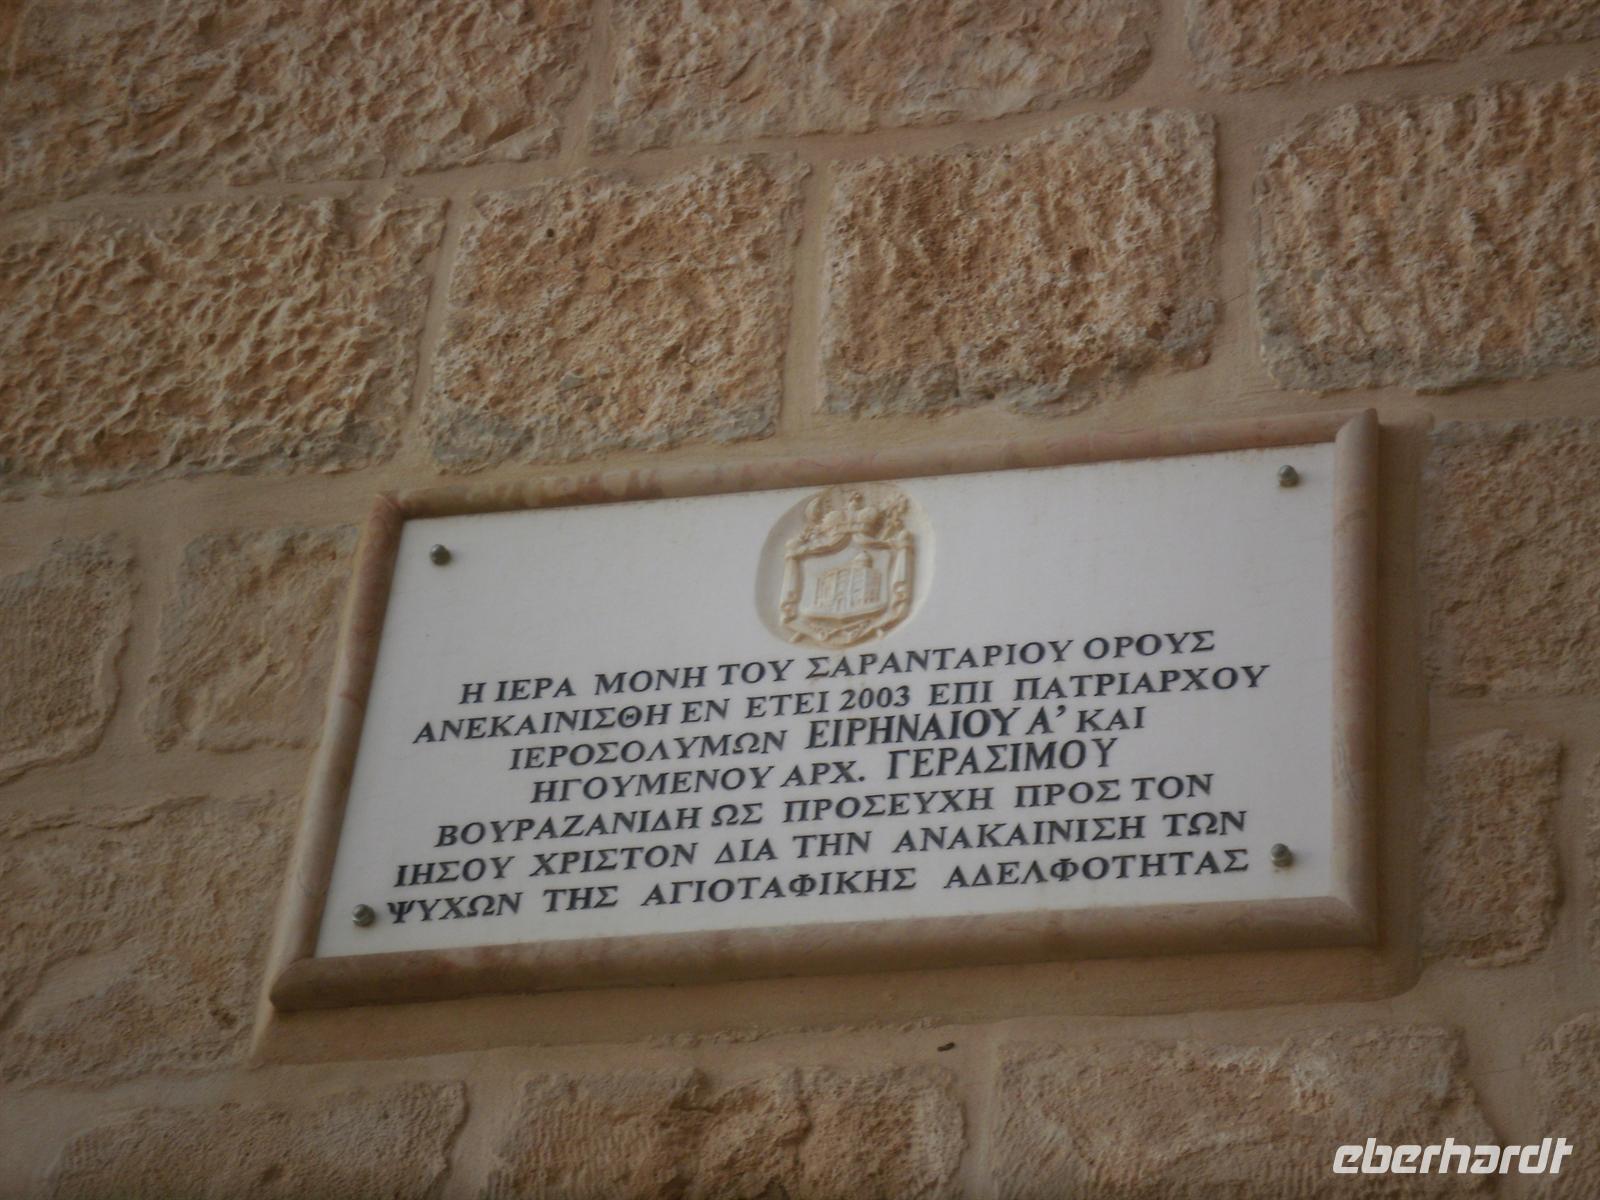 Η ΙΕΡΑ ΜΟΝΗ ΤΟΥ ΣΑΡΑΝΤΑΡΙΟΥ ΟΡΟΥΣ
ΑΝΕΚΑΙΝΙΣΘΗ ΕΝ ΕΤΕΙ 2003 ΕΠΙ ΠΑΤΡΙΑΡΧΟΥ
ΙΕΡΟΣΟΛΥΜΩΝ ΕΙΡΗΝΑΙΟΥ Α’ ΚΑΙ
ΗΓΟΥΜΕΝΟΥ ΑΡΧ. ΓΕΡΑΣΙΜΟΥ
ΒΟΥΡΑΖΑΝΙΔΗ ΩΣ ΠΡΟΣΕΥΧΗ ΠΡΟΣ ΤΟΝ
ΙΗΣΟΥ ΧΡΙΣΤΟΝ ΔΙΑ ΤΗΝ ΑΝΑΚΑΙΝΙΣΗ ΤΩΝ
ΨΥΧΩΝ ΤΗΣ ΑΓΙΟΤΑΦΙΚΗΣ ΑΔΕΛΦΟΤΗΤΑΣ
eberhardt